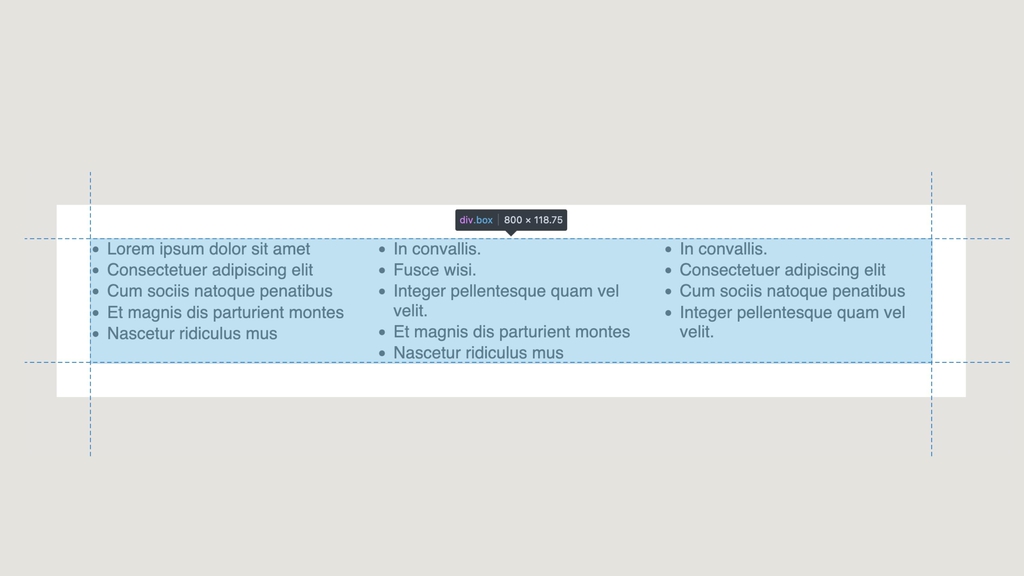 div.box 800 × 118.75
Lorem ipsum dolor sit amet
Consectetuer adipiscing elit
Cum sociis natoque penatibus
Et magnis dis parturient montes
Nascetur ridiculus mus
In convallis.
Fusce wisi.
Integer pellentesque quam vel
velit.
Et magnis dis parturient montes
Nascetur ridiculus mus
In convallis.
Consectetuer adipiscing elit
Cum sociis natoque penatibus
Integer pellentesque quam vel
velit.